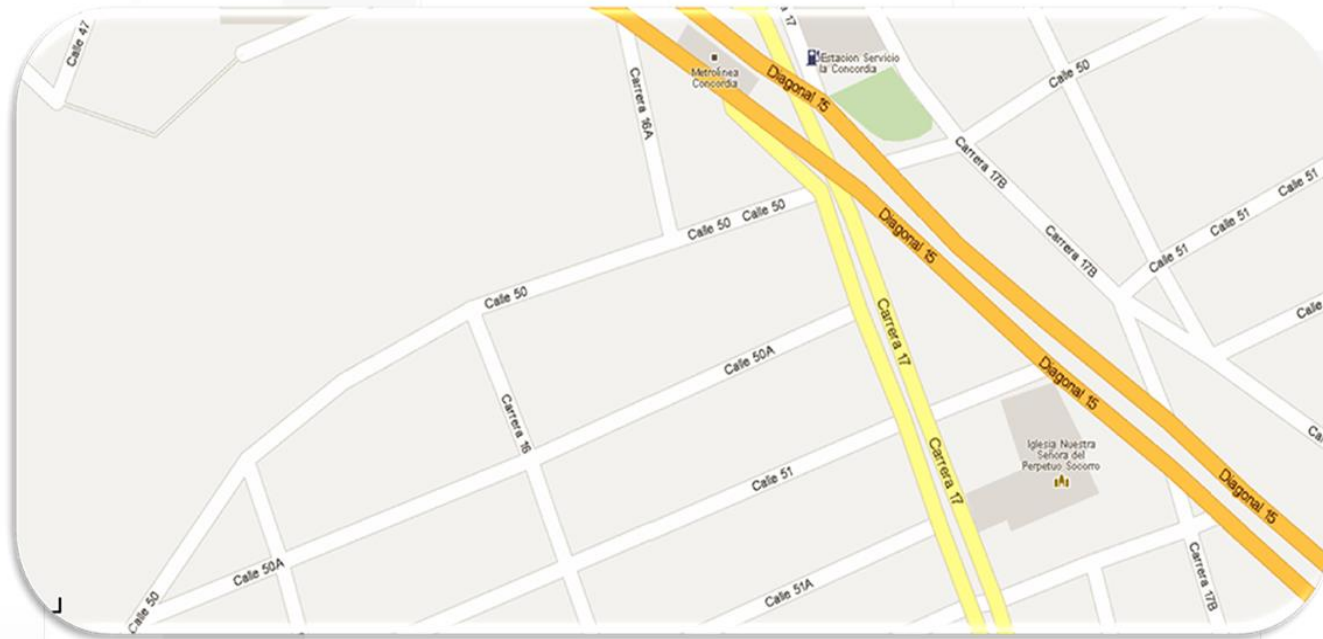 Calle 47
17
Estacion Servicio
la Concordia
Metrolinea
Concordia
Diagonal 15
Calle 50
Carrera 16A
Carrera 17B
Calle 51
Calle 50
Calle 50
Diagonal 15
Calle 51
Carrera 17B
Calle 51
Calle 50
Calle
Carrera 17
Calle 50A
Diagonal 15
Carrera 16
Iglesia Nuestra
Señora del
Perpetuo Socorro
Carrera 17
Calle 51
Diagonal 15
Calle 50A
Calle 51A
Carrera 17B
Calle 50